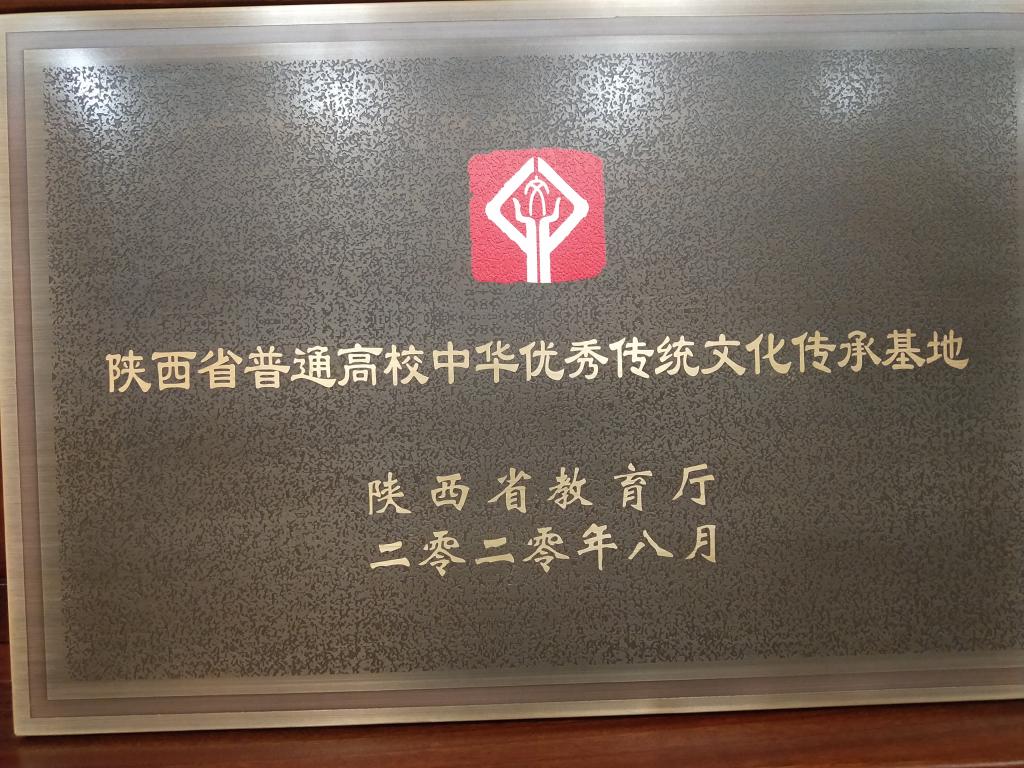 陕西省普通高校中华优秀传统文化传承基地
陕西省教育厅
二零二零年八月